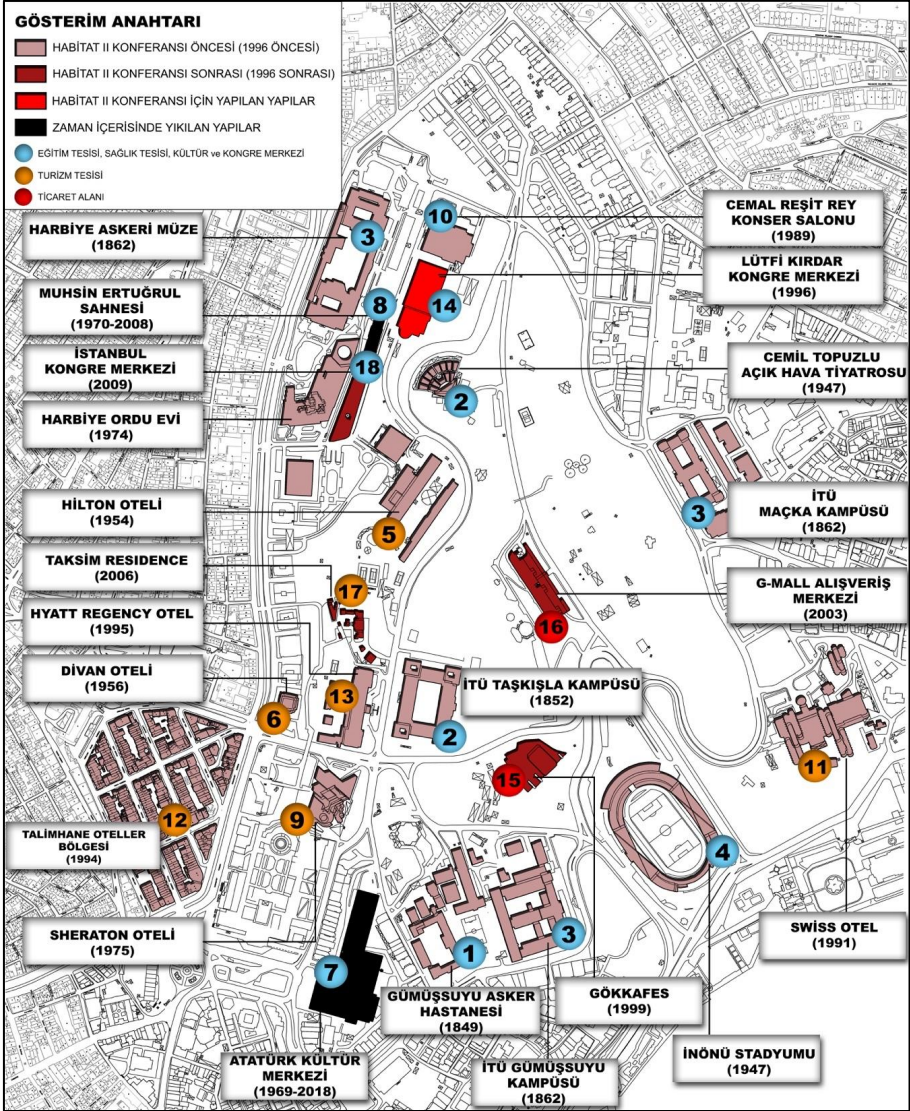 GÖSTERİM ANAHTARI
HABİTAT II KONFERANSI ÖNCESİ (1996 ÖNCESİ)
HABİTAT II KONFERANSI SONRASI (1996 SONRASI)
HABİTAT II KONFERANSI İÇİN YAPILAN YAPILAR
ZAMAN İÇERİSİNDE YIKILAN YAPILAR
EĞİTİM TESİSİ, SAĞLIK TESİSİ, KÜLTÜR ve KONGRE MERKEZİ
TURİZM TESİSİ
TİCARET ALANI
HARBİYE ASKERİ MÜZE
(1862)
MUHSİN ERTUĞRUL
SAHNESİ
(1970-2008)
İSTANBUL
KONGRE MERKEZİ
(2009)
HARBİYE ORDU EVİ
(1974)
HİLTON OTELİ
(1954)
TAKSİM RESIDENCE
(2006)
HYATT REGENCY OTEL
(1995)
DİVAN OTELİ
(1956)
TALİMHANE OTELLER
BÖLGESİ
(1994)
SHERATON OTELİ
(1975)
ATATÜRK KÜLTÜR
MERKEZİ
(1969-2018)
GÜMÜŞSUYU ASKER
HASTANESİ
(1849)
İTÜ GÜMÜŞSUYU
KAMPÜSÜ
(1862)
GÖKKAFES
(1999)
İNÖNÜ STADYUMU
(1947)
SWİSS OTEL
(1991)
İTÜ TAŞKIŞLA KAMPÜSÜ
(1852)
G-MALL ALIŞVERİŞ
MERKEZİ
(2003)
İTÜ
MAÇKA KAMPÜSÜ
(1862)
CEMİL TOPUZLU
AÇIK HAVA TİYATROSU
(1947)
LÜTFİ KIRDAR
KONGRE MERKEZİ
(1996)
CEMAL REŞİT REY
KONSER SALONU
(1989)
3
10
8
14
18
2
3
5
17
16
13
6
2
11
15
12
9
4
7
1
3